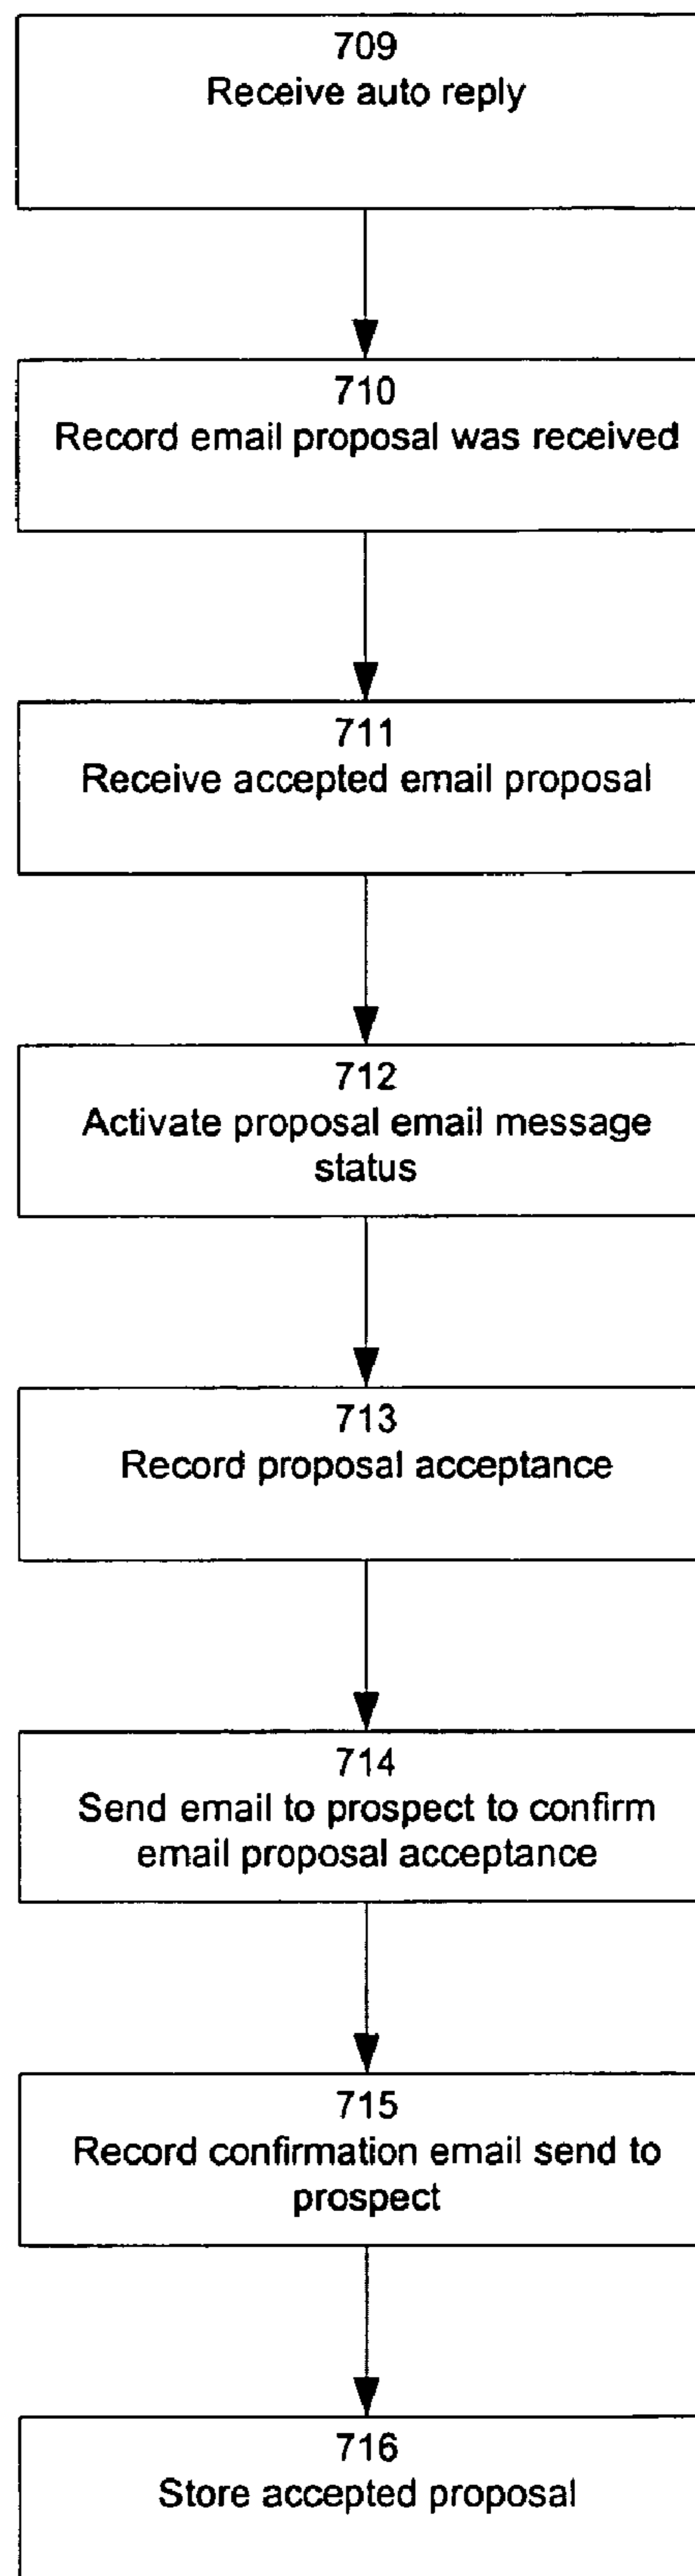 709
Receive auto reply
710
Record email proposal was received
711
Receive accepted email proposal
712
Activate proposal email message
status
713
Record proposal acceptance
714
Send email to prospect to confirm
email proposal acceptance
715
Record confirmation email send to
prospect
716
Store accepted proposal